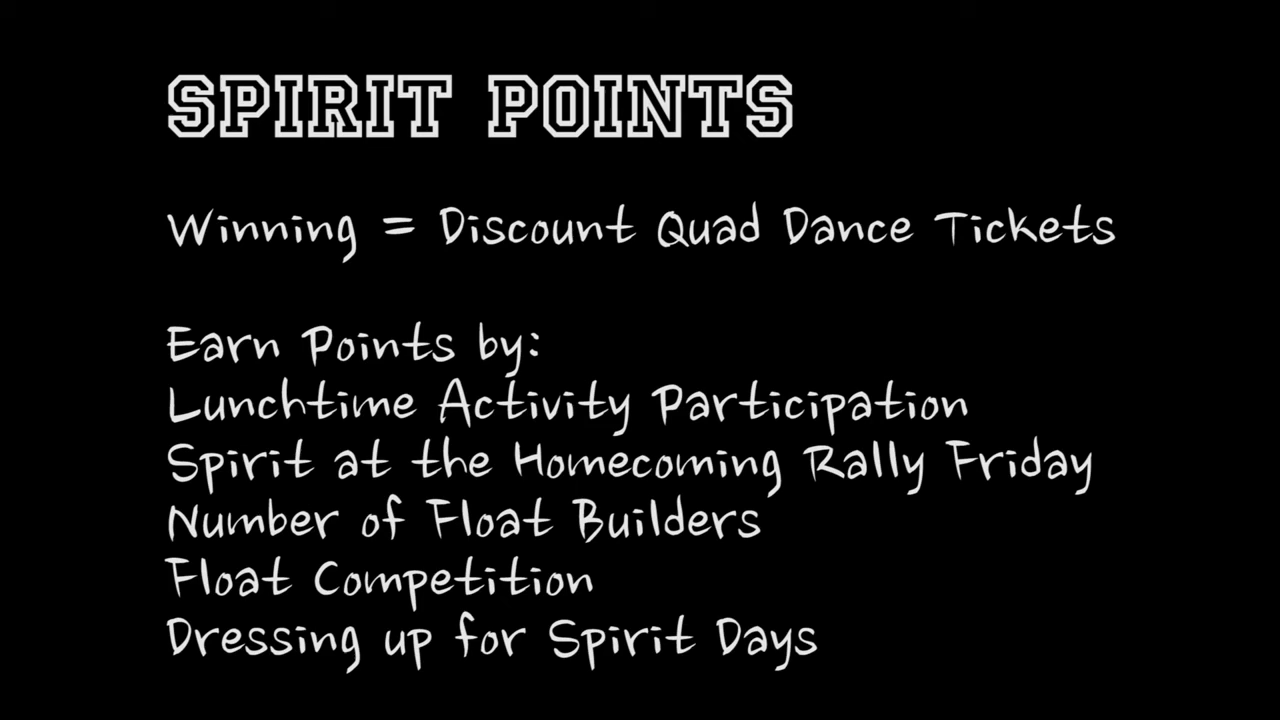 SPIRIT POINTS
Winning = Discount Quad Dance Tickets
Earn Points by:
Lunchtime Activity Participation
Spirit at the Homecoming Rally Friday
Number of Float Builders
Float Competition
Dressing up for Spirit Days